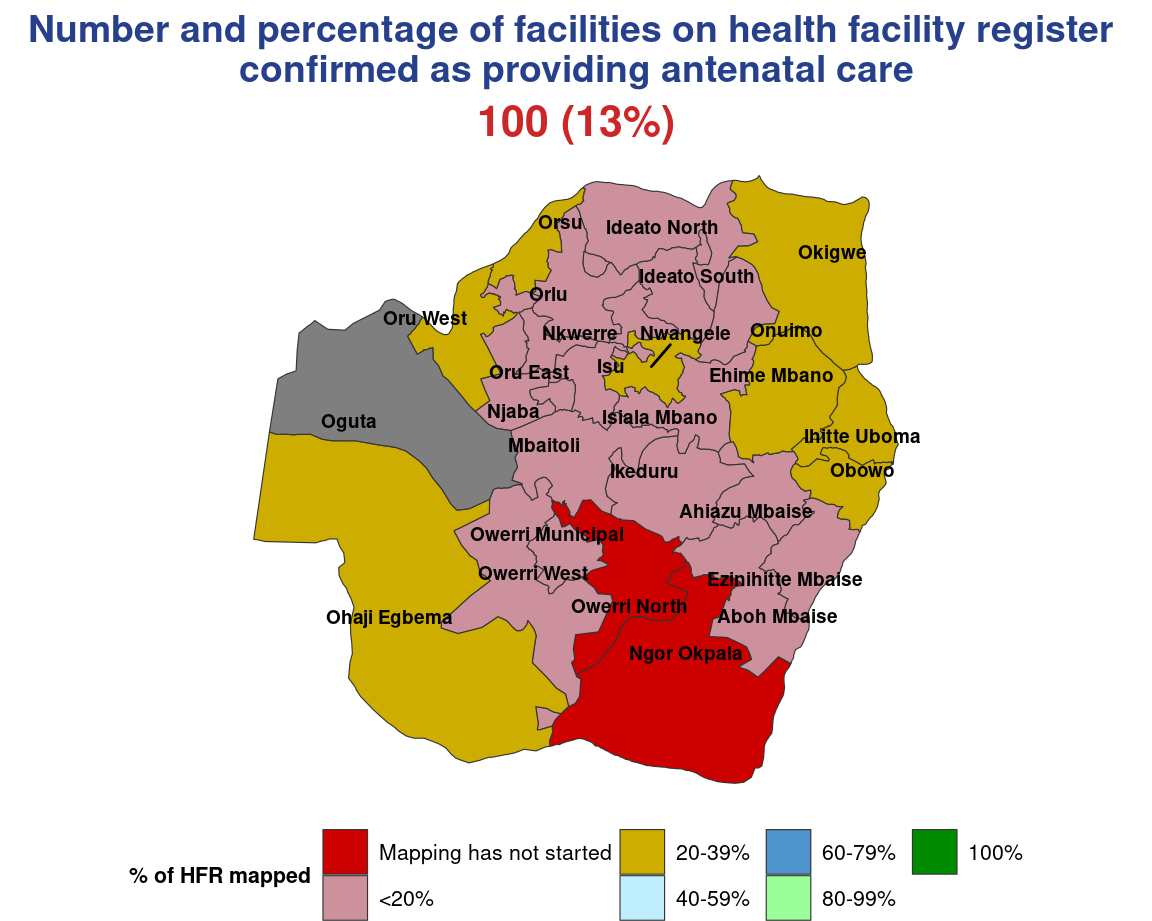 Number and percentage of facilities on health facility register
confirmed as providing antenatal care
100 (13%)
Orsu
Ideato North
Okigwe
Ideato South
Orlu
Oru West
Nkwerre
Nwangele
Onuimo
Isu
Oru East
Ehime Mbano
Njaba
Isiala Mbano
Oguta
Ihitte Uboma
Mbaitoli
Ikeduru
Obowo
Ahiazu Mbaise
Owerri Municipal
Owerri West
Ezinihitte Mbaise
Owerri North
Aboh Mbaise
Ohaji Egbema
Ngor Okpala
% of HFR mapped
Mapping has not started
<20%
20-39%
40-59%
60-79%
80-99%
100%